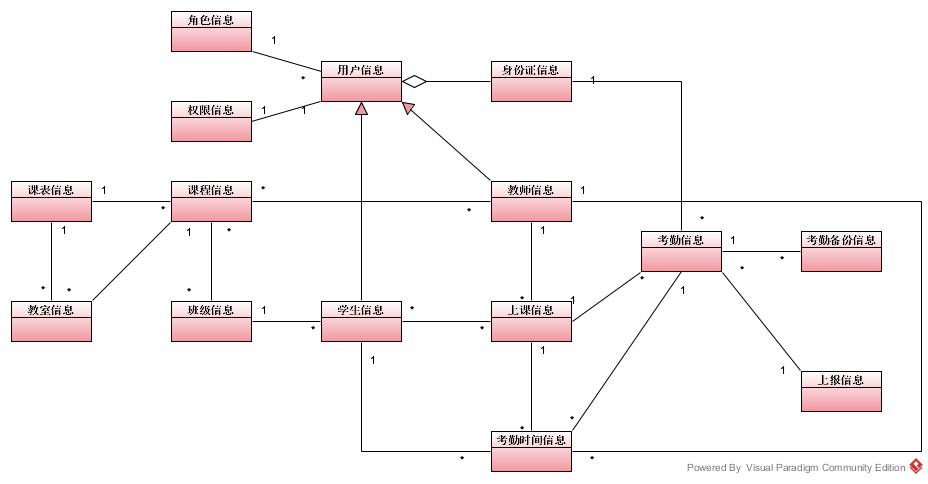 角色信息
1
*
用户信息
身份证信息
1
权限信息
1
1
课表信息
1
*
课程信息
*
*
教师信息
1
1
1
*
1
*
考勤信息
1
*
考勤备份信息
*
*
*
*
*
1
*
教室信息
班级信息
1
*
学生信息
*
*
上课信息
1
1
1
1
上报信息
*
*
考勤时间信息
*
*
Powered By Visual Paradigm Community Edition